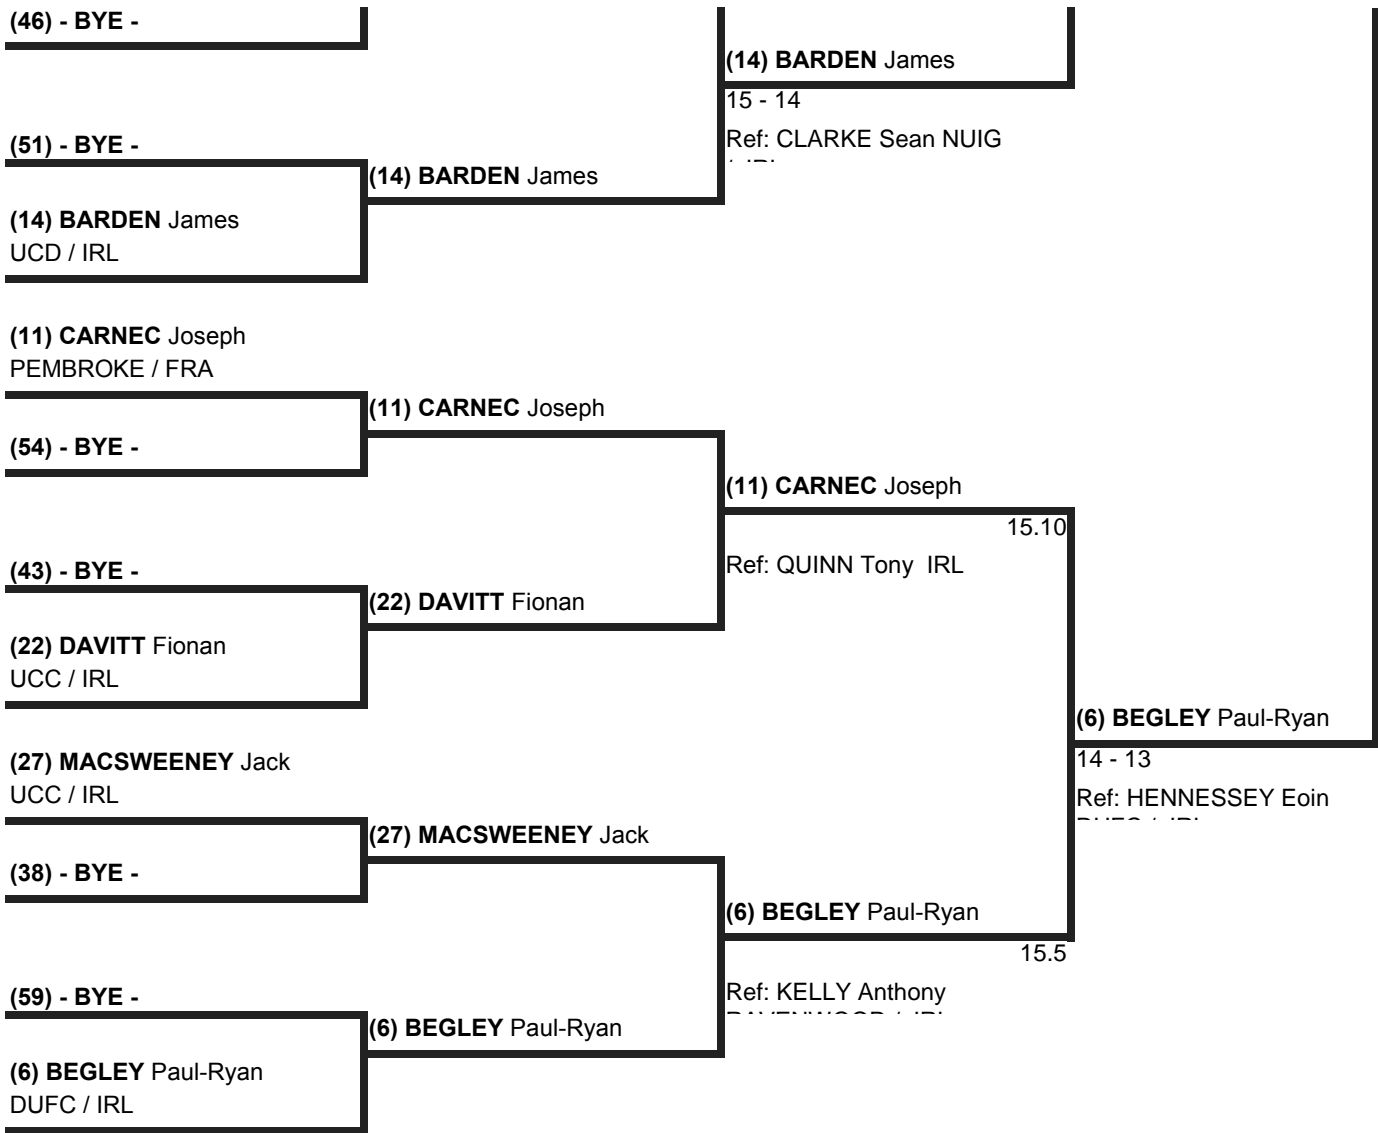 (46) - BYE -
(51) - BYE -
(14) BARDEN James
UCD / IRL
(11) CARNEC Joseph
PEMBROKE / FRA
(54) - BYE -
(43) - BYE -
(22) DAVITT Fionan
UCC / IRL
(27) MACSWEENEY Jack
UCC / IRL
(38) - BYE -
(59) - BYE -
(6) BEGLEY Paul-Ryan
DUFC / IRL
(14) BARDEN James
(11) CARNEC Joseph
(22) DAVITT Fionan
(27) MACSWEENEY Jack
(6) BEGLEY Paul-Ryan
(14) BARDEN James
15 - 14
Ref: CLARKE Sean NUIG
(11) CARNEC Joseph
15.10
Ref: QUINN Tony IRL
(6) BEGLEY Paul-Ryan
15.5
Ref: KELLY Anthony
(6) BEGLEY Paul-Ryan
14 - 13
Ref: HENNESSEY Eoin